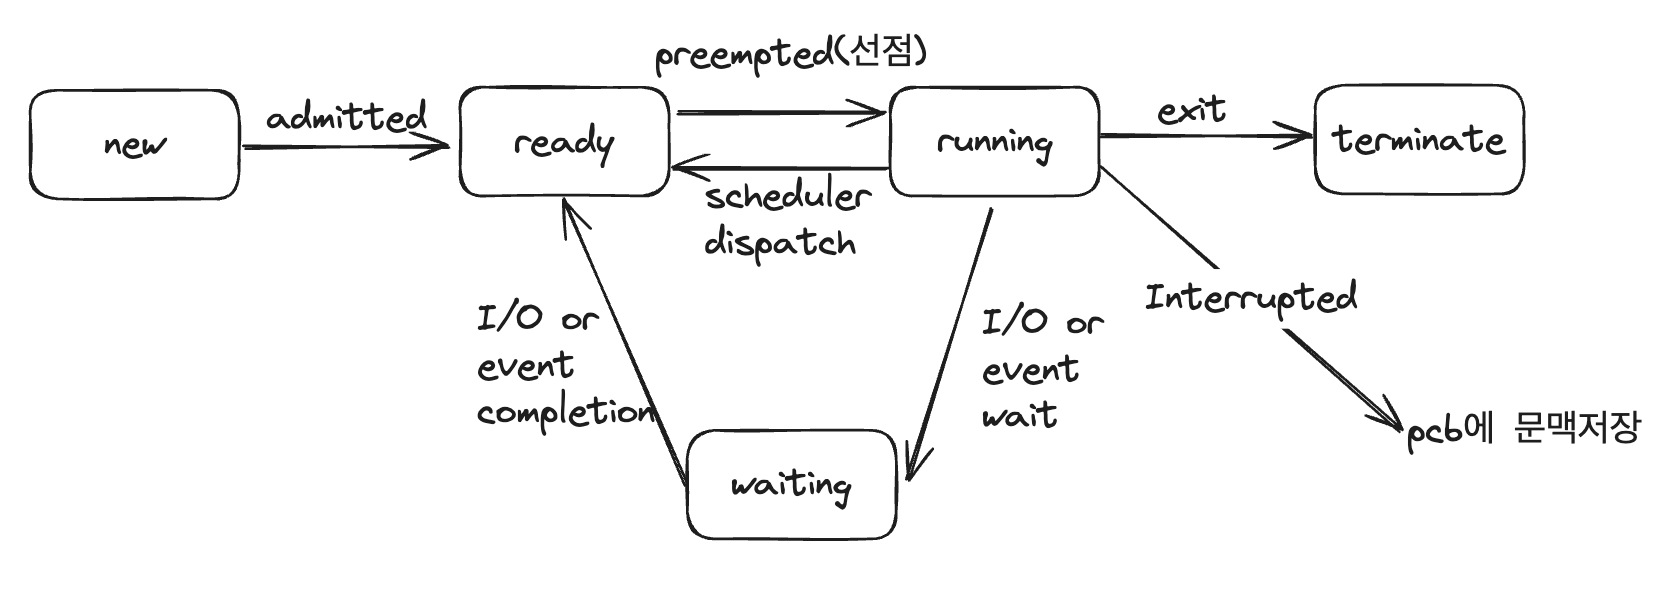 preempted(선점)
new
admitted
ready
running
exit
terminate
scheduler
dispatch
I/O or
event
completion
I/O or
event
wait
Interrupted
waiting
pcb에 문맥저장